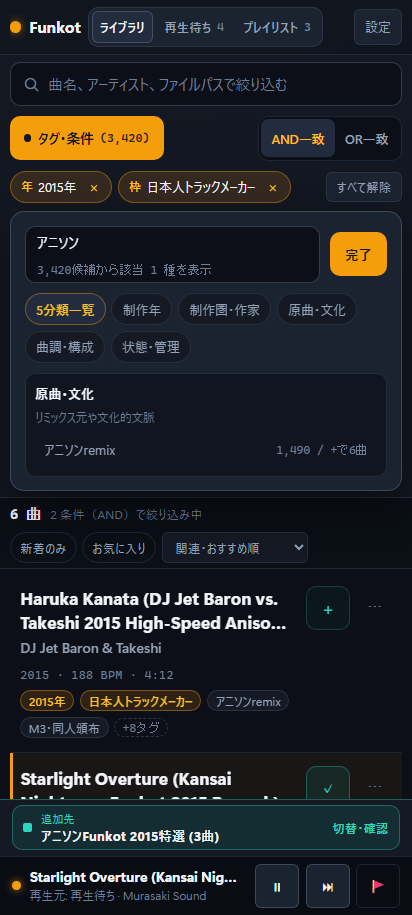 Funkot ライブラリ 再生待ち 4 プレイリスト 3 設定
曲名、アーティスト、ファイルパスで絞り込む
タグ・条件 (3,420) AND一致 OR一致
年 2015年 × 枠 日本人トラックメーカー × すべて解除
アニソン
3,420候補から該当 1 種を表示
完了
5分類一覧 制作年 制作圏・作家 原曲・文化
曲調・構成 状態・管理
原曲・文化
リミックス元や文化的文脈
アニソンremix 1,490 / +で6曲
6 曲 2 条件（AND）で絞り込み中
新着のみ お気に入り 関連・おすすめ順
Haruka Kanata (DJ Jet Baron vs.
Takeshi 2015 High-Speed Aniso...
+ ...
DJ Jet Baron & Takeshi
2015 · 188 BPM · 4:12
2015年 日本人トラックメーカー アニソンremix
M3・同人頒布 +8タグ
Starlight Overture (Kansai
✓ ...
追加先
アニソンFunkot 2015特選 (3曲)
切替・確認
Starlight Overture (Kansai Nig...
再生元: 再生待ち · Murasaki Sound